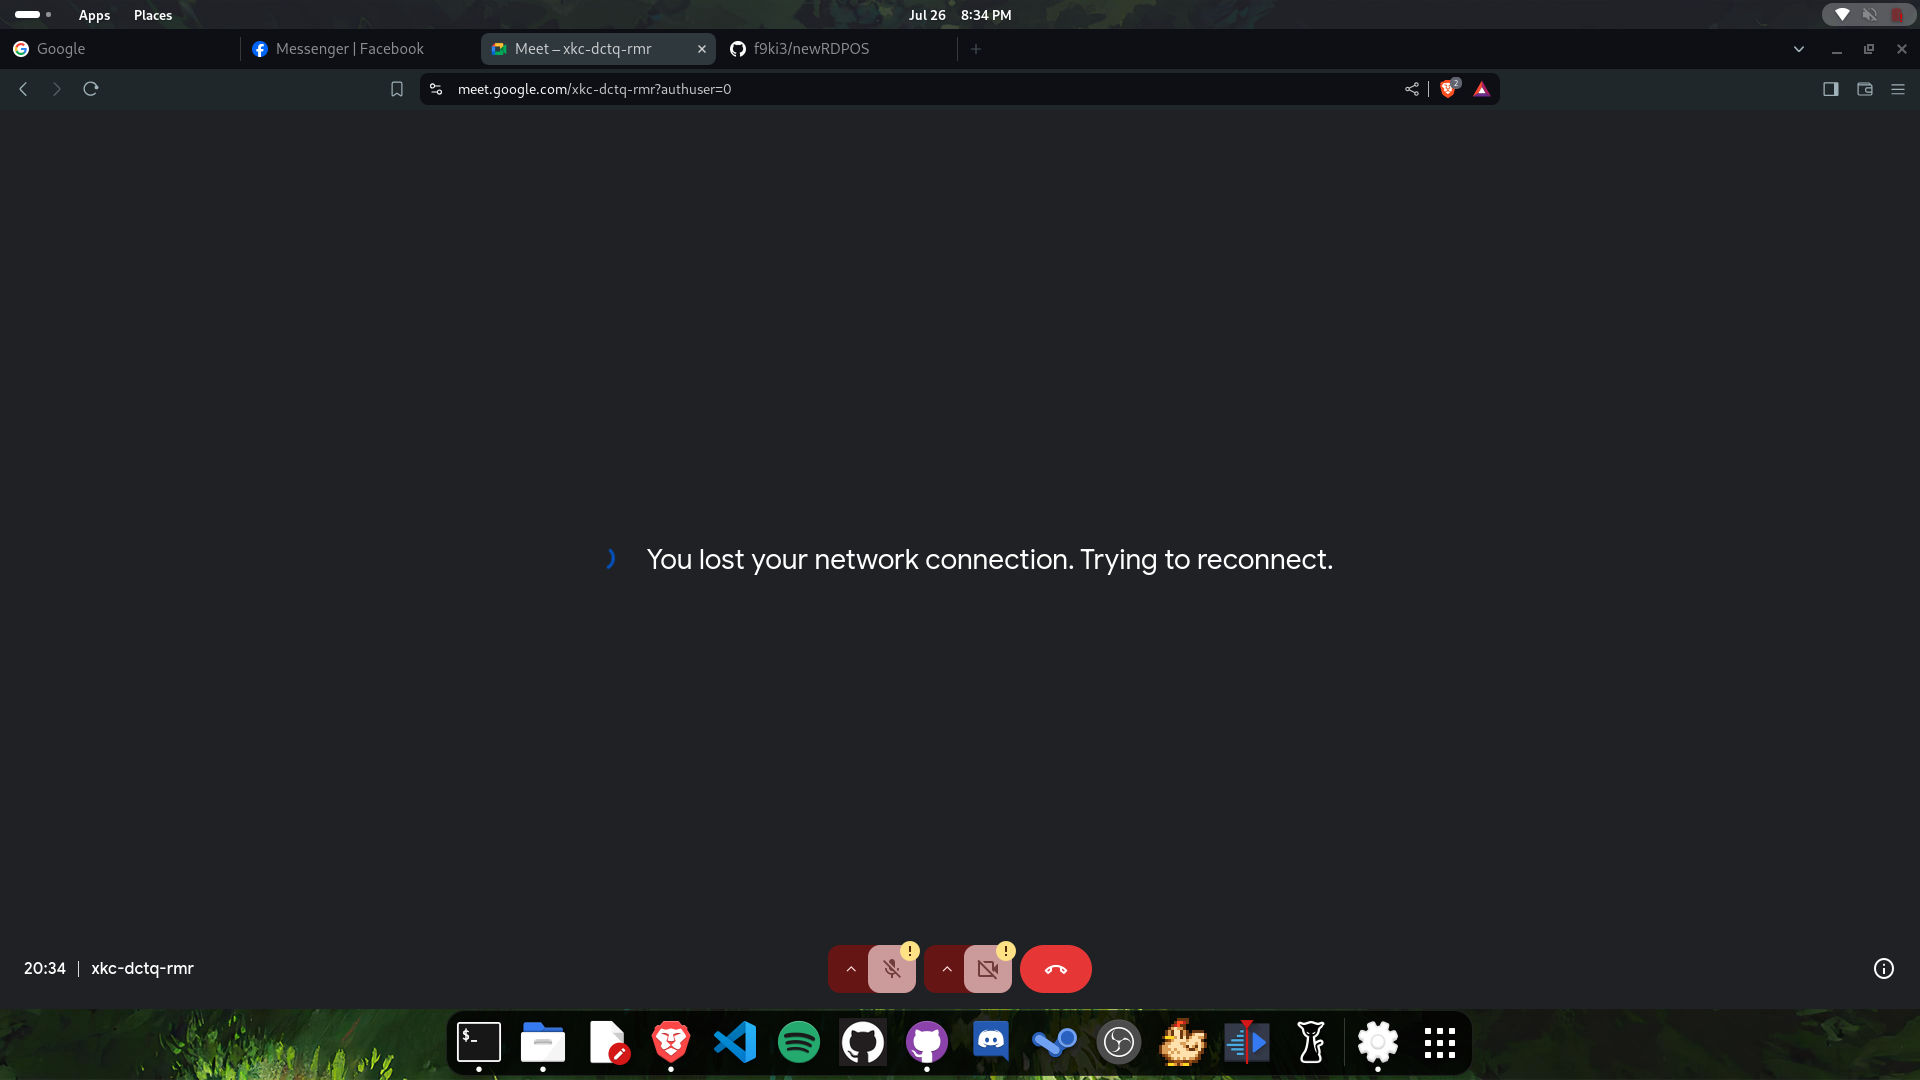 Apps Places Jul 26 8:34 PM
Google Messenger | Facebook Meet – xkc-dctq-rmr f9ki3/newRDPOS
meet.google.com/xkc-dctq-rmr?authuser=0 2
You lost your network connection. Trying to reconnect.
20:34 | xkc-dctq-rmr
$-